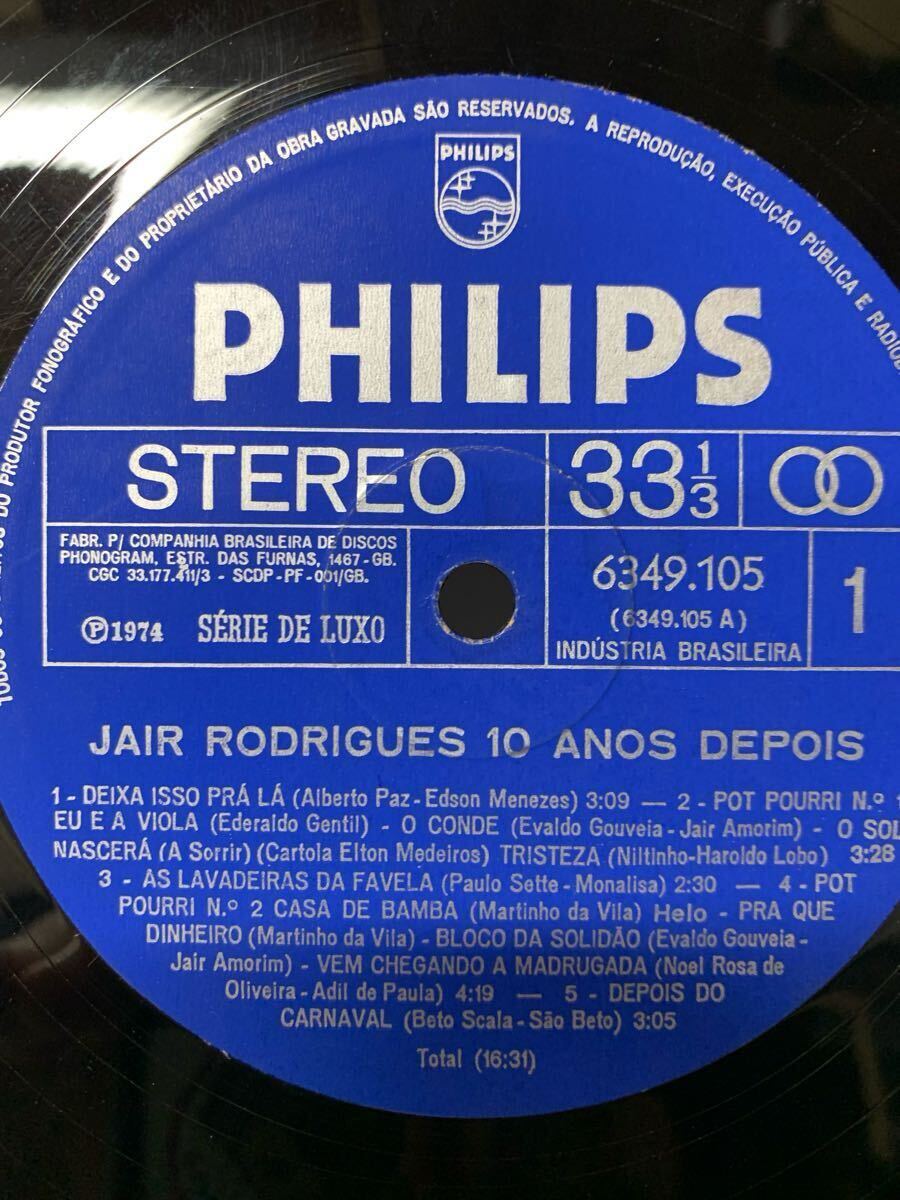 DO PRODUTOR FONOGRÁFICO E DO PROPRIETÁRIO DA OBRA GRAVADA SÃO RESERVADOS. A REPRODUÇÃO, EXECUÇÃO PÚBLICA E
PHILIPS
PHILIPS
STEREO
33 1/3
FABR. P/ COMPANHIA BRASILEIRA DE DISCOS
PHONOGRAM, ESTR. DAS FURNAS, 1467-GB.
CGC 33.177.411/3 - SCDP-PF-001/GB.
Ⓟ1974 SÉRIE DE LUXO
6349.105
(6349.105 A)
INDÚSTRIA BRASILEIRA
1
JAIR RODRIGUES 10 ANOS DEPOIS
1 - DEIXA ISSO PRÁ LÁ (Alberto Paz - Edson Menezes) 3:09 — 2 - POT POURRI N.º
EU E A VIOLA (Ederaldo Gentil) - O CONDE (Evaldo Gouveia - Jair Amorim) - O SOL
NASCERÁ (A Sorrir) (Cartola Elton Medeiros) TRISTEZA (Niltinho-Haroldo Lobo) 3:28
3 - AS LAVADEIRAS DA FAVELA (Paulo Sette - Monalisa) 2:30 — 4 - POT
POURRI N.º 2 CASA DE BAMBA (Martinho da Vila) Helo - PRA QUE
DINHEIRO (Martinho da Vila) - BLOCO DA SOLIDÃO (Evaldo Gouveia -
Jair Amorim) - VEM CHEGANDO A MADRUGADA (Noel Rosa de
Oliveira - Adil de Paula) 4:19 — 5 - DEPOIS DO
CARNAVAL (Beto Scala - São Beto) 3:05
Total (16:31)